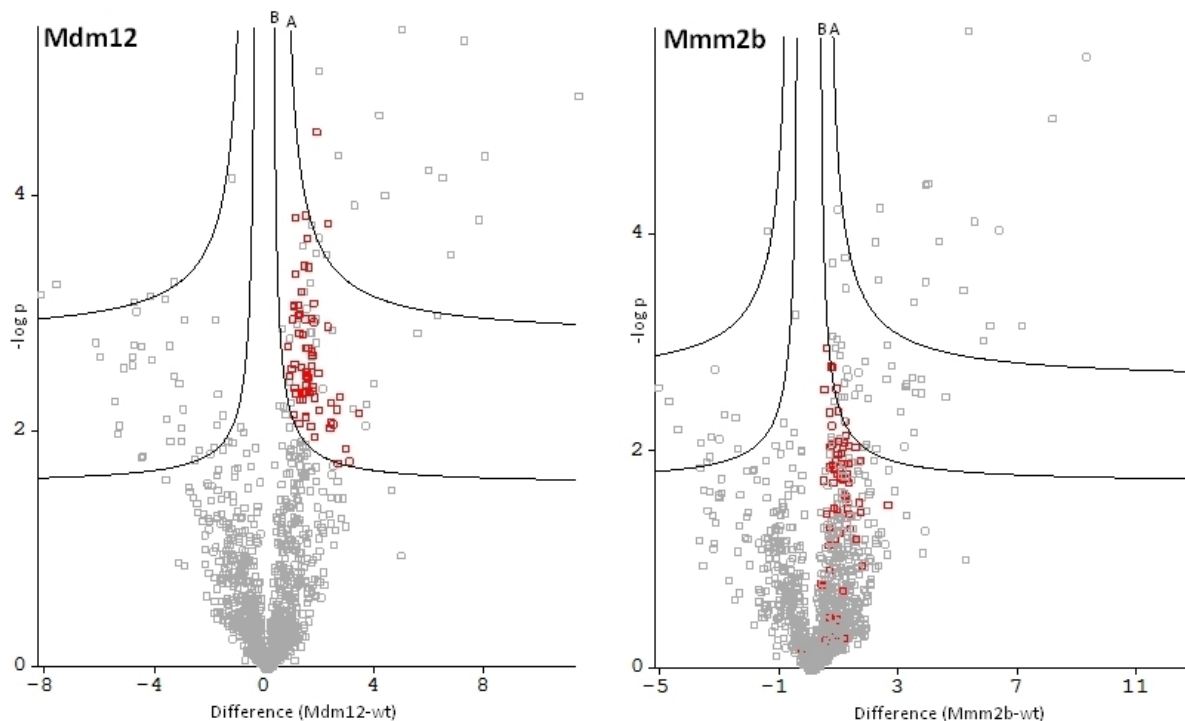 Mdm12
B A
4
2
0
-log p
-8 -4 0 4 8
Difference (Mdm12-wt)
Mmm2b
B A
4
2
0
-log p
-5 -1 3 7 11
Difference (Mmm2b-wt)